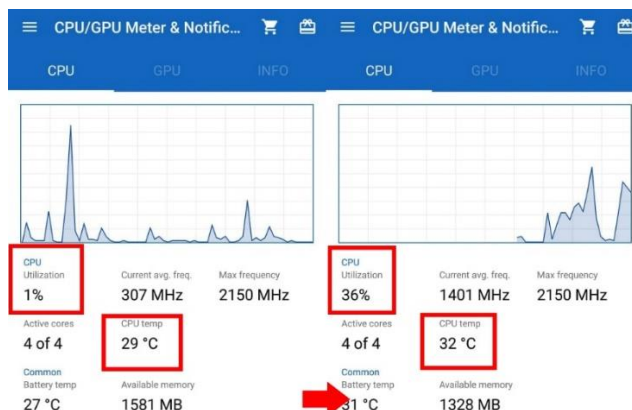 CPU/GPU Meter & Notific...
CPU GPU INFO
CPU
Utilization Current avg. freq. Max frequency
1% 307 MHz 2150 MHz
Active cores CPU temp
4 of 4 29 °C
Common
Battery temp Available memory
27 °C 1581 MB
CPU/GPU Meter & Notific...
CPU GPU INFO
CPU
Utilization Current avg. freq. Max frequency
36% 1401 MHz 2150 MHz
Active cores CPU temp
4 of 4 32 °C
Common
Battery temp Available memory
31 °C 1328 MB